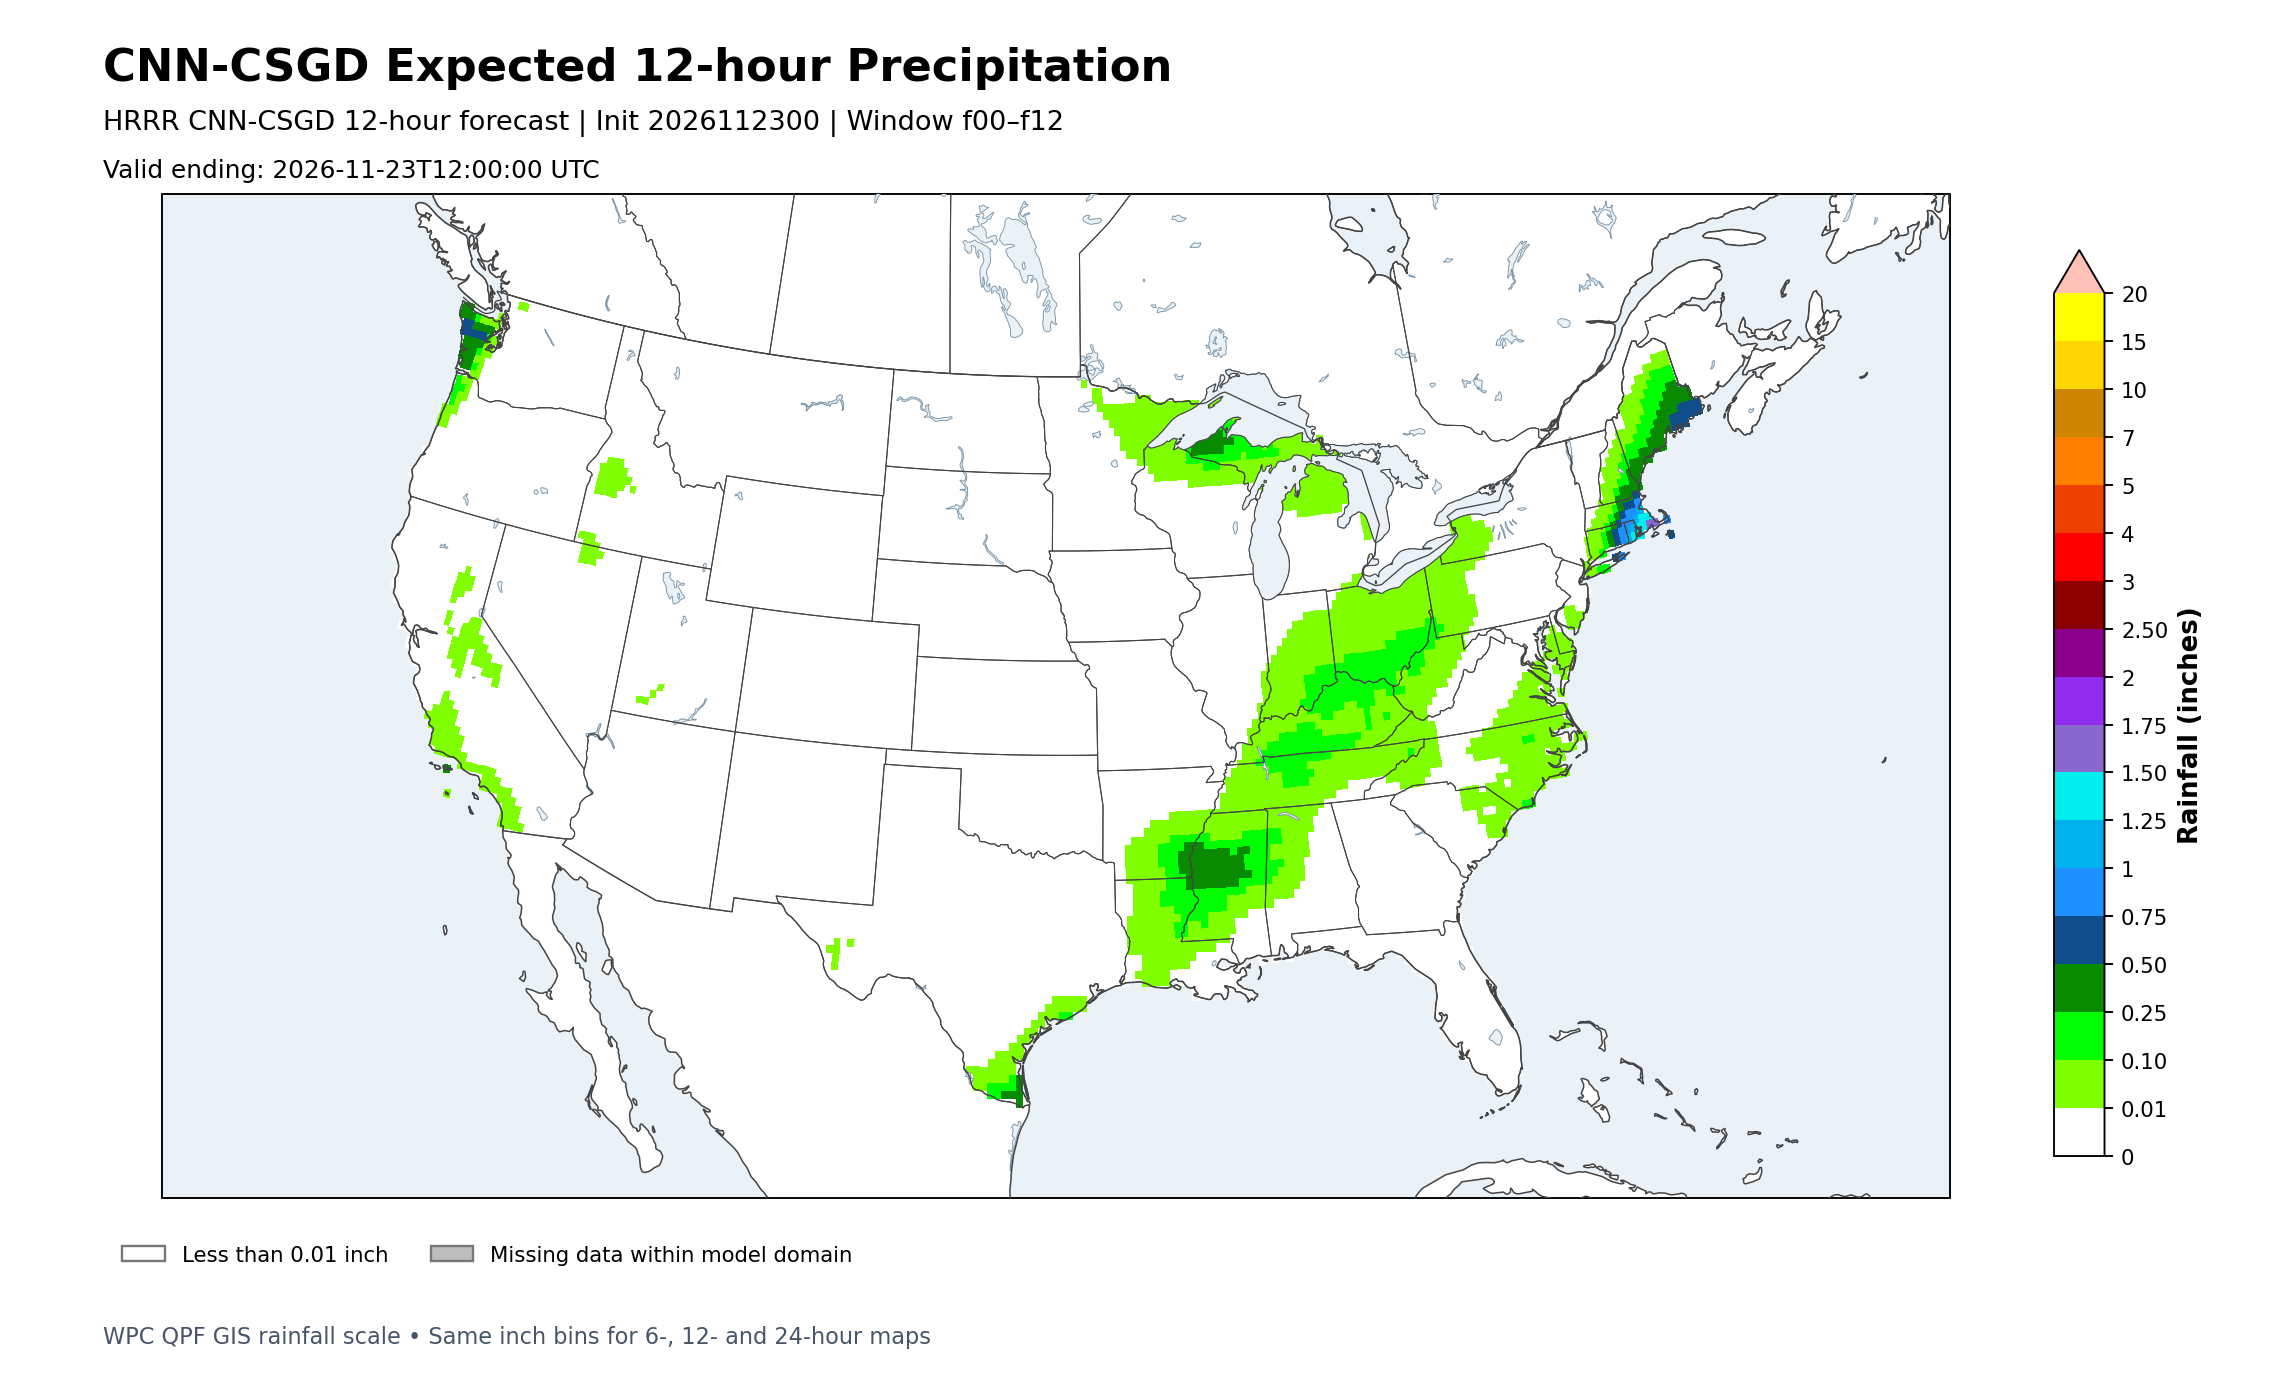 CNN-CSGD Expected 12-hour Precipitation
HRRR CNN-CSGD 12-hour forecast | Init 2026112300 | Window f00–f12
Valid ending: 2026-11-23T12:00:00 UTC
20
15
10
7
5
4
3
2.50
2
1.75
1.50
1.25
1
0.75
0.50
0.25
0.10
0.01
0
Rainfall (inches)
Less than 0.01 inch
Missing data within model domain
WPC QPF GIS rainfall scale • Same inch bins for 6-, 12- and 24-hour maps